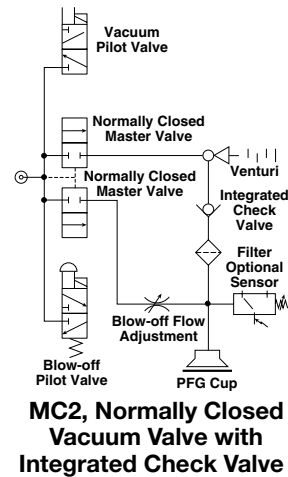 Vacuum
Pilot Valve
Normally Closed
Master Valve
Venturi
Normally Closed
Master Valve
Integrated
Check
Valve
Filter
Optional
Sensor
Blow-off Flow
Adjustment
Blow-off
Pilot Valve
PFG Cup
MC2, Normally Closed
Vacuum Valve with
Integrated Check Valve